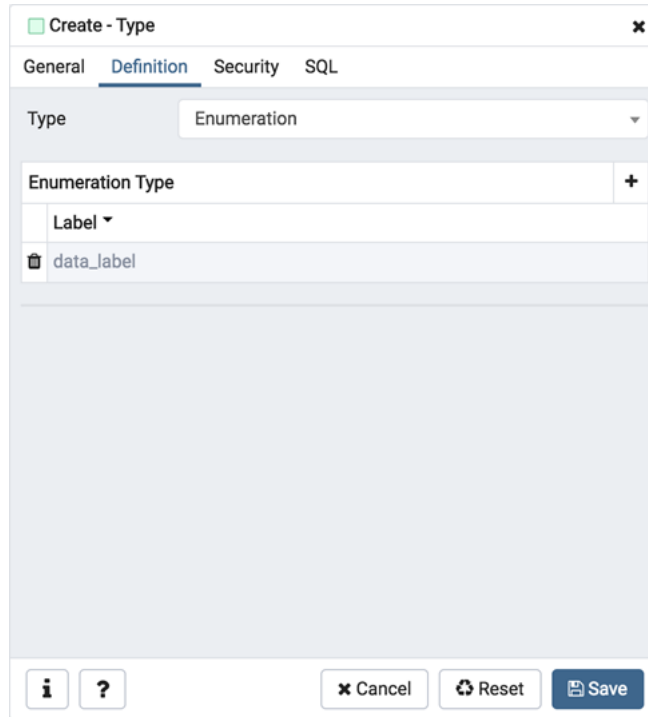 Create - Type
General Definition Security SQL
Type Enumeration
Enumeration Type
Label
data_label
i ? Cancel Reset Save